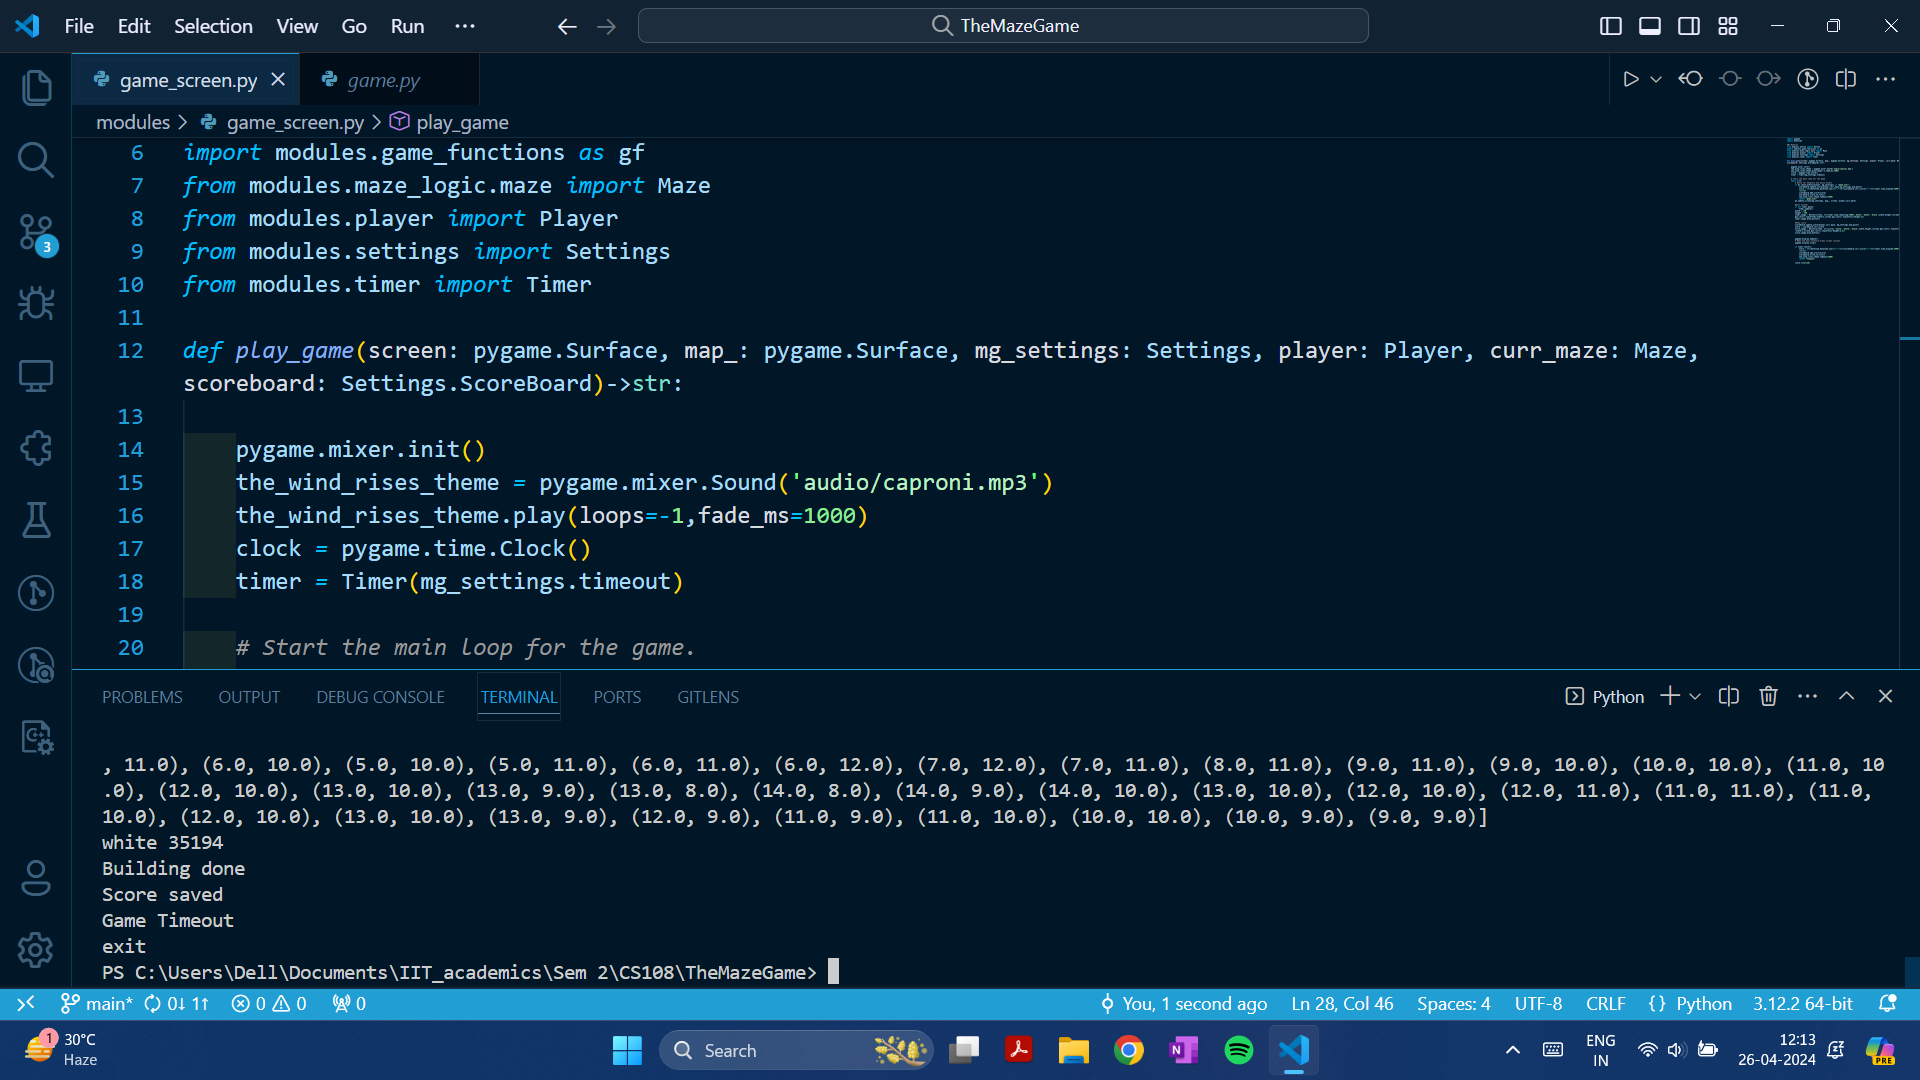 File Edit Selection View Go Run ··· TheMazeGame
game_screen.py game.py
modules > game_screen.py > play_game
6 import modules.game_functions as gf
7 from modules.maze_logic.maze import Maze
8 from modules.player import Player
9 from modules.settings import Settings
10 from modules.timer import Timer
11
12 def play_game(screen: pygame.Surface, map_: pygame.Surface, mg_settings: Settings, player: Player, curr_maze: Maze,
scoreboard: Settings.ScoreBoard)->str:
13
14 pygame.mixer.init()
15 the_wind_rises_theme = pygame.mixer.Sound('audio/caproni.mp3')
16 the_wind_rises_theme.play(loops=-1,fade_ms=1000)
17 clock = pygame.time.Clock()
18 timer = Timer(mg_settings.timeout)
19
20 # Start the main loop for the game.
PROBLEMS OUTPUT DEBUG CONSOLE TERMINAL PORTS GITLENS Python
, 11.0), (6.0, 10.0), (5.0, 10.0), (5.0, 11.0), (6.0, 11.0), (6.0, 12.0), (7.0, 12.0), (7.0, 11.0), (8.0, 11.0), (9.0, 11.0), (9.0, 10.0), (10.0, 10.0), (11.0, 10
.0), (12.0, 10.0), (13.0, 10.0), (13.0, 9.0), (13.0, 8.0), (14.0, 8.0), (14.0, 9.0), (14.0, 10.0), (13.0, 10.0), (12.0, 10.0), (12.0, 11.0), (11.0, 11.0), (11.0,
10.0), (12.0, 10.0), (13.0, 10.0), (13.0, 9.0), (12.0, 9.0), (11.0, 9.0), (11.0, 10.0), (10.0, 10.0), (10.0, 9.0), (9.0, 9.0)]
white 35194
Building done
Score saved
Game Timeout
exit
PS C:\Users\Dell\Documents\IIT_academics\Sem 2\CS108\TheMazeGame>
3
main* 0↓ 1↑ 0 0 0 You, 1 second ago Ln 28, Col 46 Spaces: 4 UTF-8 CRLF {} Python 3.12.2 64-bit
1 30°C
Haze
Search
ENG
IN
12:13
26-04-2024
PRE